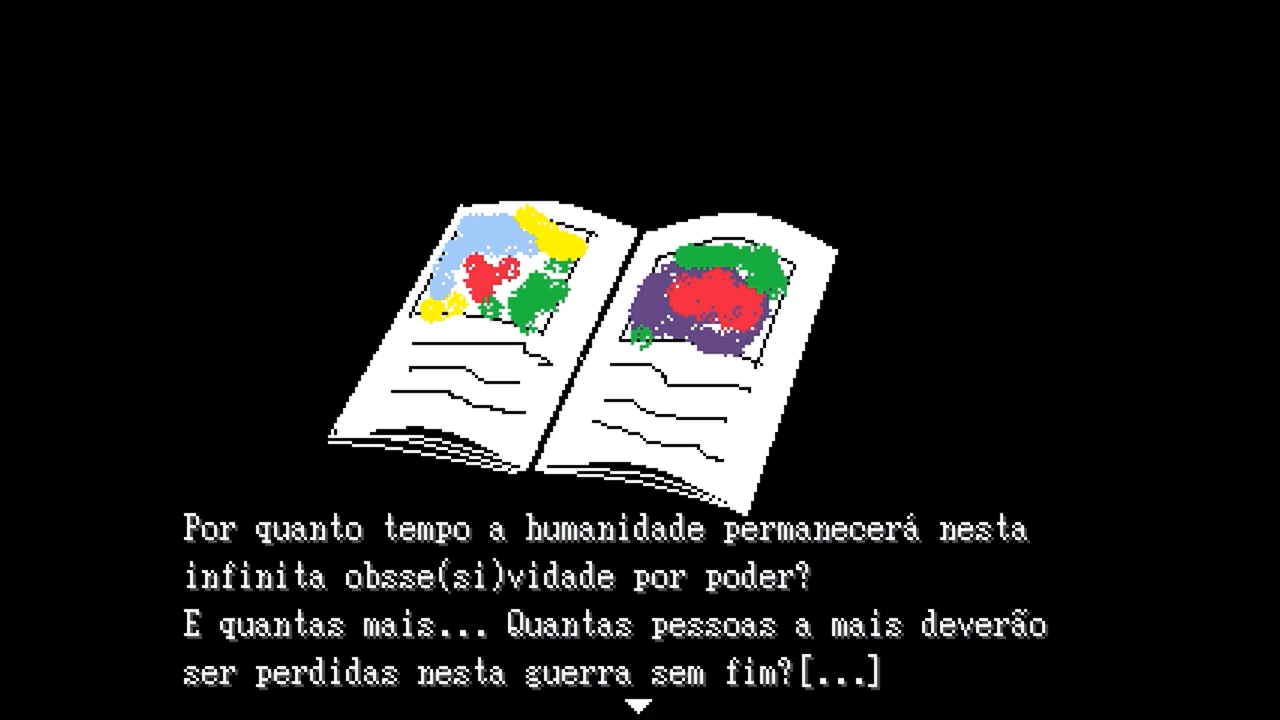 Por quanto tempo a humanidade permanecerá nesta
infinita obsse(si)vidade por poder?
E quantas mais... Quantas pessoas a mais deverão
ser perdidas nesta guerra sem fim?[...]